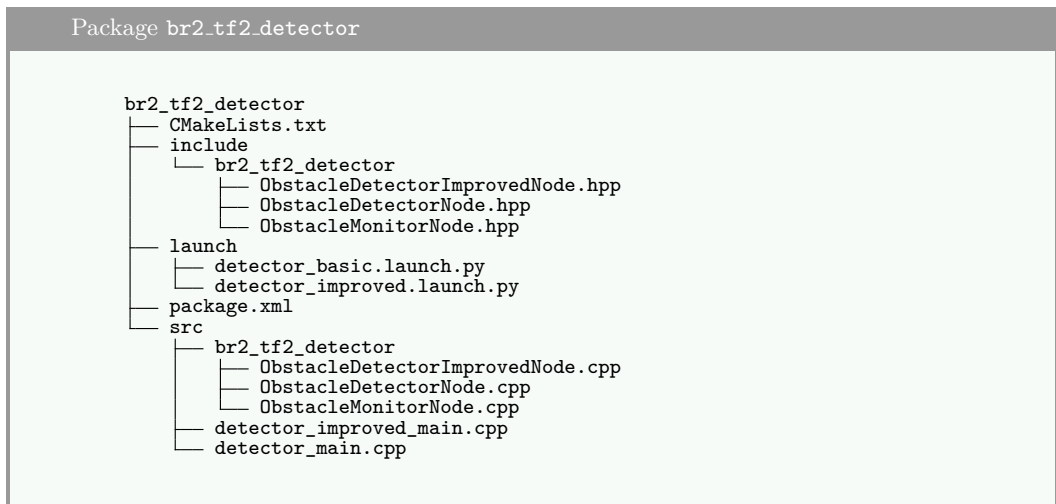 Package br2_tf2_detector
br2_tf2_detector
├── CMakeLists.txt
├── include
│   └── br2_tf2_detector
│       ├── ObstacleDetectorImprovedNode.hpp
│       ├── ObstacleDetectorNode.hpp
│       └── ObstacleMonitorNode.hpp
├── launch
│   ├── detector_basic.launch.py
│   └── detector_improved.launch.py
├── package.xml
└── src
    ├── br2_tf2_detector
    │   ├── ObstacleDetectorImprovedNode.cpp
    │   ├── ObstacleDetectorNode.cpp
    │   └── ObstacleMonitorNode.cpp
    ├── detector_improved_main.cpp
    └── detector_main.cpp